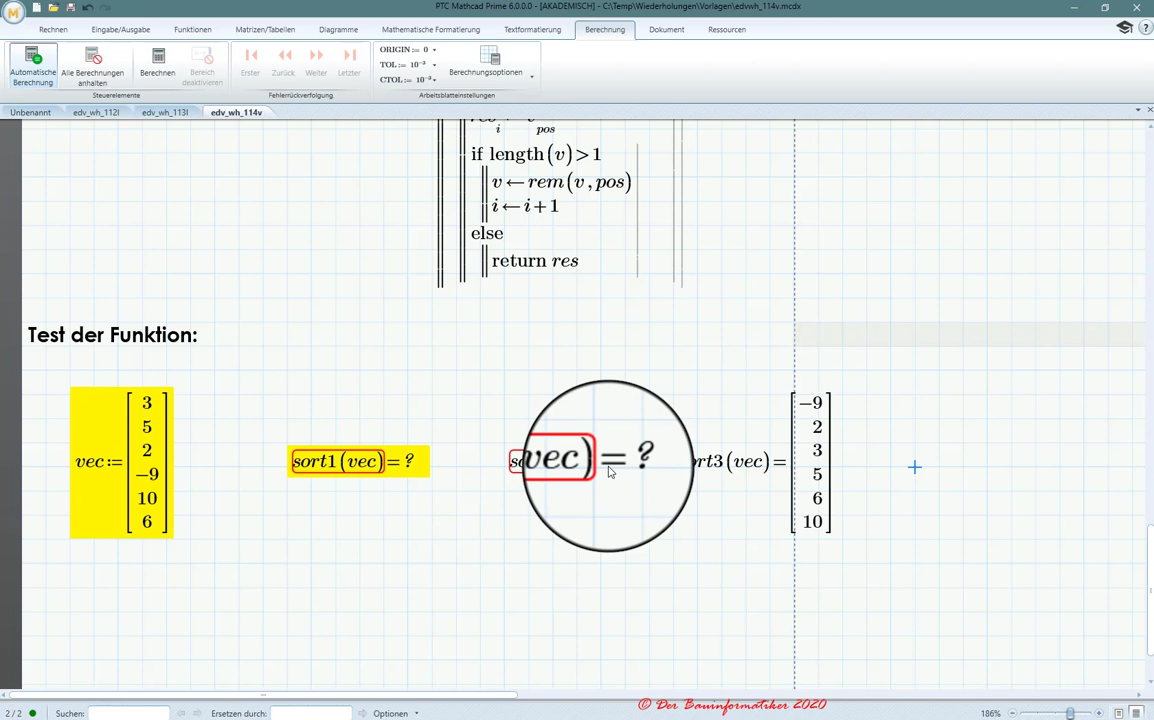 PTC Mathcad Prime 6.0.0.0 - [AKADEMISCH] - C:\Temp\Wiederholungen\Vorlagen\edvwh_114v.mcdx
Rechnen Eingabe/Ausgabe Funktionen Matrizen/Tabellen Diagramme Mathematische Formatierung Textformatierung Berechnung Dokument Ressourcen
Automatische Berechnung
Alle Berechnungen anhalten
Berechnen
Bereich deaktivieren
Steuerelemente
Erster Zurück Weiter Letzter
Fehlerrückverfolgung
ORIGIN := 0
TOL := 10⁻³
CTOL := 10⁻³
Berechnungsoptionen
Arbeitsblatteinstellungen
Unbenannt edv_wh_112l edv_wh_113l edv_wh_114v
i pos
if length(v)>1
v←rem(v,pos)
i←i+1
else
return res
Test der Funktion:
vec:= [3 5 2 −9 10 6]
sort1(vec)=?
vec)=?
rt3(vec)= [−9 2 3 5 6 10]
© Der Bauinformatiker 2020
2/2 Suchen: Ersetzen durch: Optionen 186%